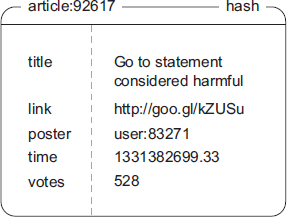 article:92617 hash
title Go to statement
considered harmful
link http://goo.gl/kZUSu
poster user:83271
time 1331382699.33
votes 528